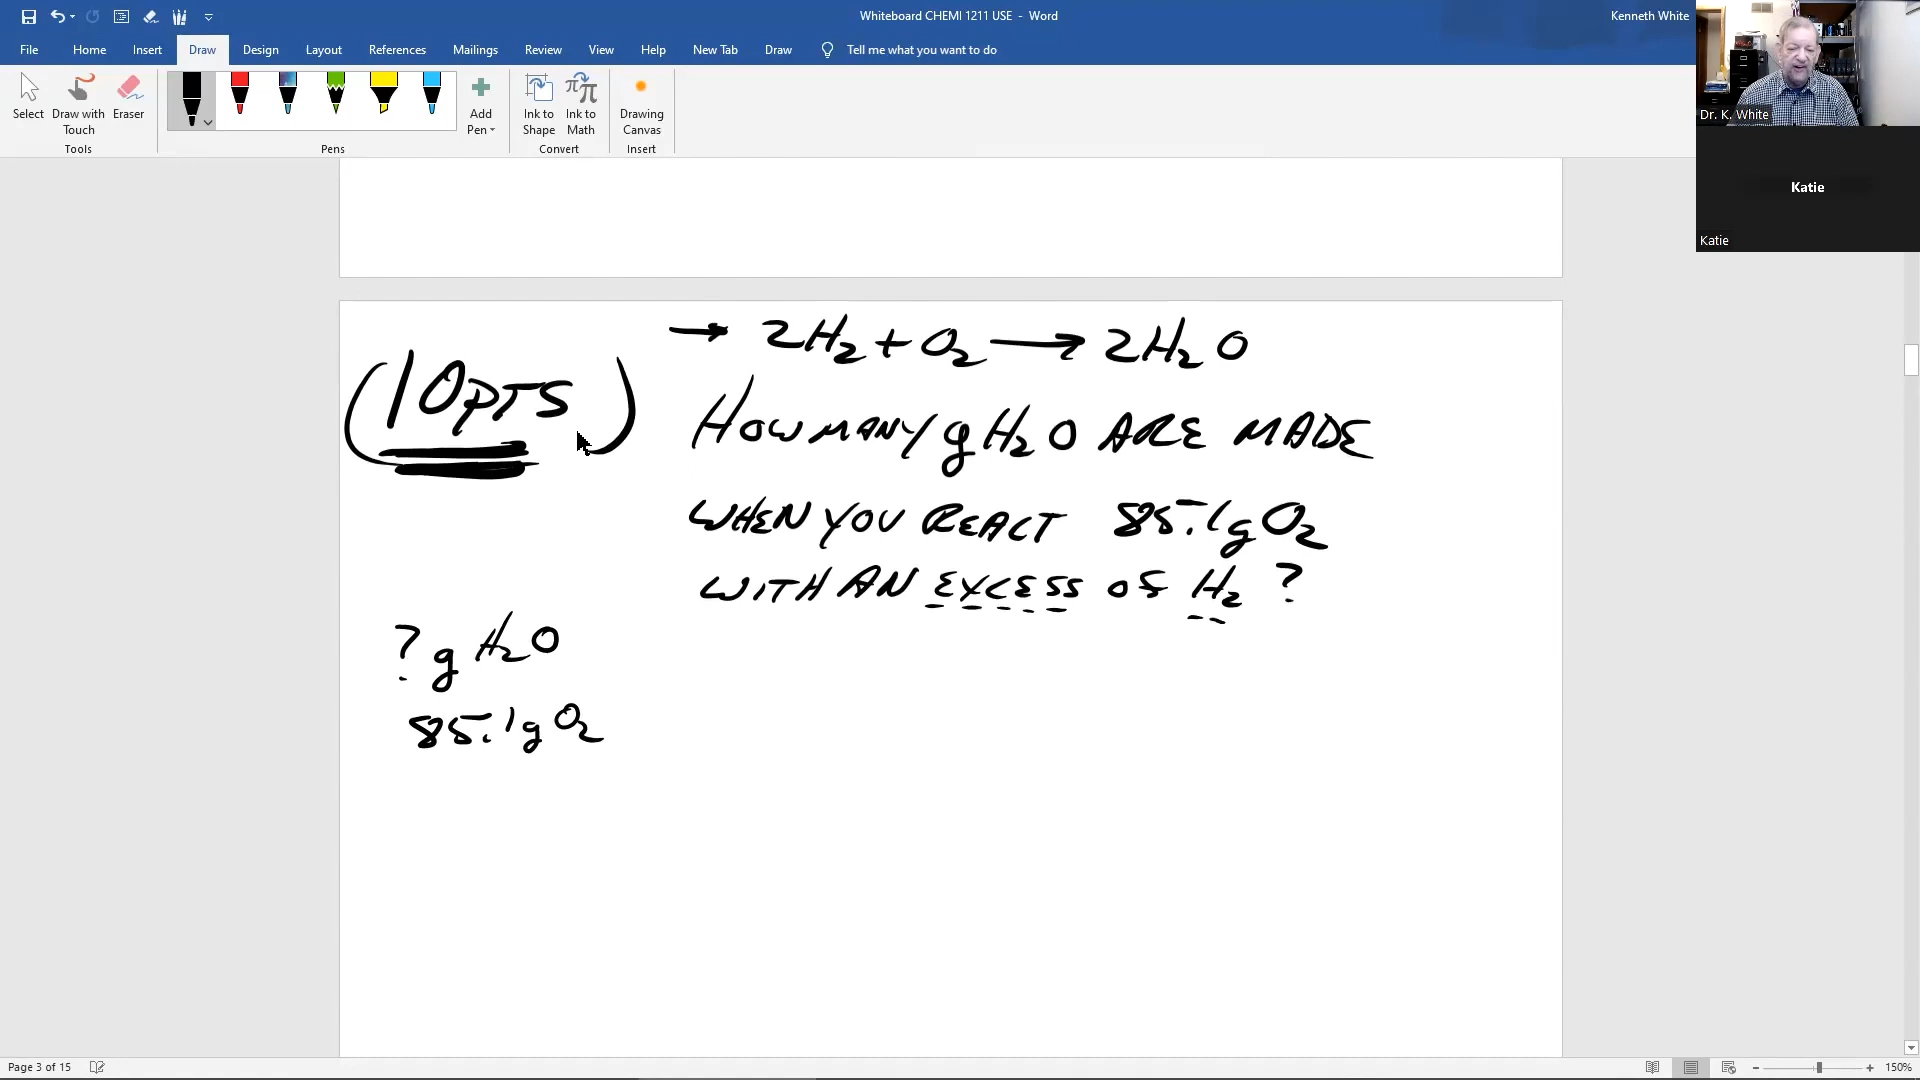 Whiteboard CHEMI 1211 USE - Word
Kenneth White
File Home Insert Draw Design Layout References Mailings Review View Help New Tab Draw Tell me what you want to do
Select
Draw with Touch
Eraser
Add Pen
Ink to Shape
Ink to Math
Drawing Canvas
Tools Pens Convert Insert
Dr. K. White
Katie
Katie
→ 2H₂ + O₂ → 2H₂O
(10 PTS)
HOW MANY g H₂O ARE MADE
WHEN YOU REACT 85.1g O₂
WITH AN EXCESS OF H₂ ?
? g H₂O
85.1g O₂
Page 3 of 15
150%